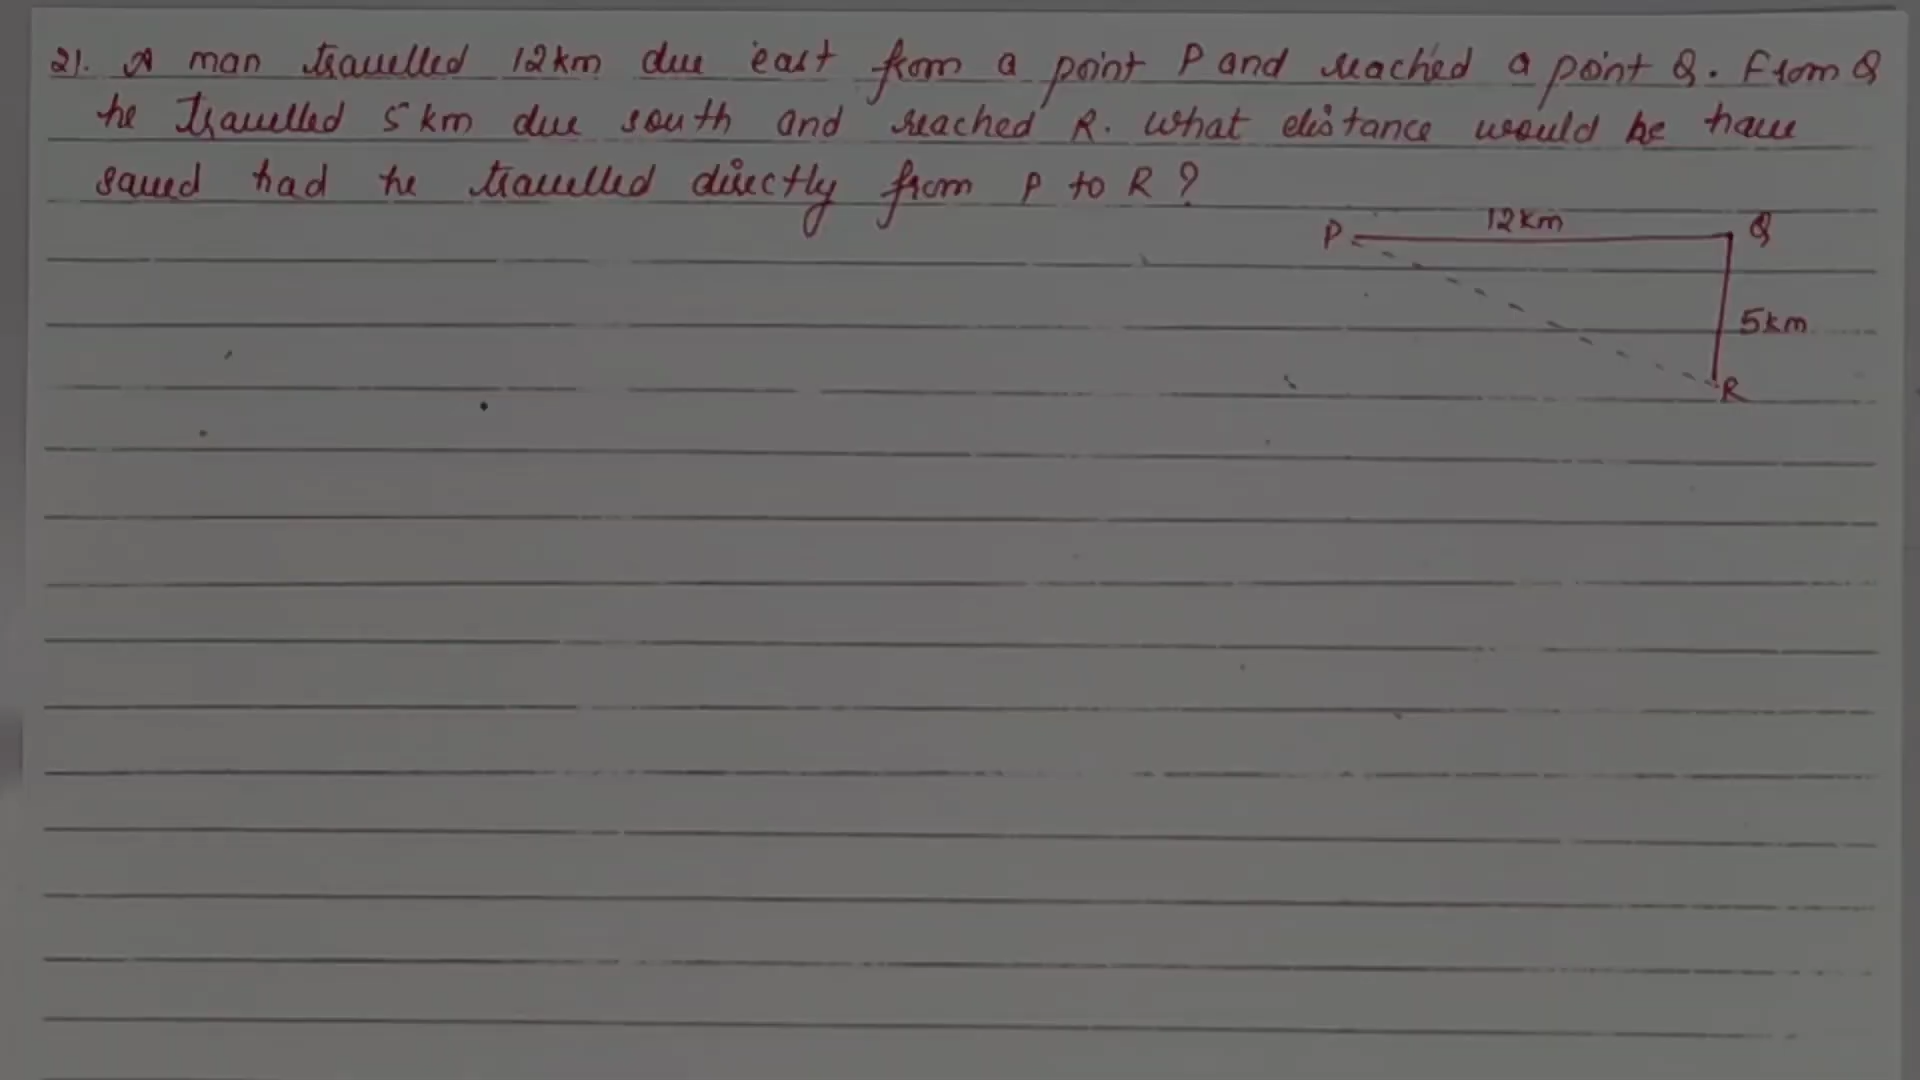 21. A man travelled 12km due east from a point P and reached a point Q. From Q
he travelled 5 km due south and reached R. What distance would he have
saved had he travelled directly from P to R?
P 12km Q
5km
R